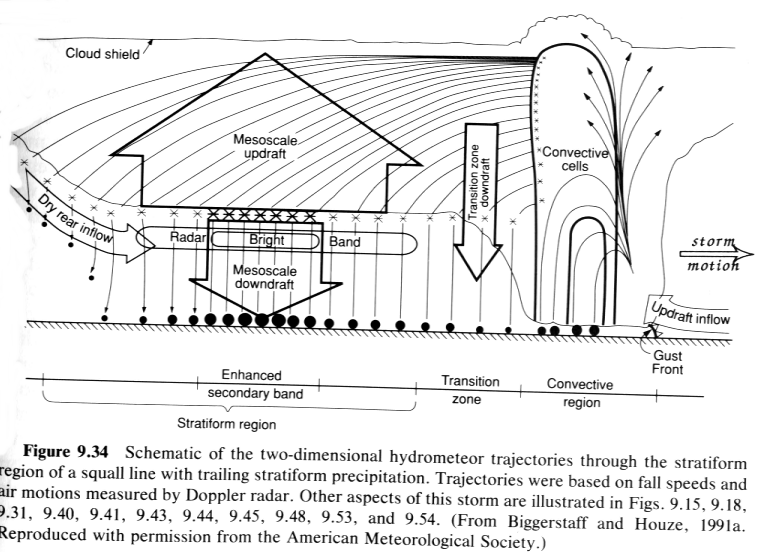 Cloud shield
Mesoscale
updraft
Transition zone
downdraft
Convective
cells
Dry rear inflow
Radar Bright Band
Mesoscale
downdraft
storm
motion
Updraft inflow
Gust
Front
Enhanced
secondary band
Transition
zone
Convective
region
Stratiform region
Figure 9.34 Schematic of the two-dimensional hydrometeor trajectories through the stratiform
region of a squall line with trailing stratiform precipitation. Trajectories were based on fall speeds and
air motions measured by Doppler radar. Other aspects of this storm are illustrated in Figs. 9.15, 9.18,
9.31, 9.40, 9.41, 9.43, 9.44, 9.45, 9.48, 9.53, and 9.54. (From Biggerstaff and Houze, 1991a.
Reproduced with permission from the American Meteorological Society.)